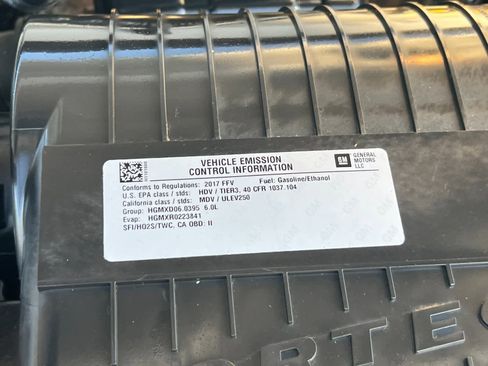 VEHICLE EMISSION
CONTROL INFORMATION
GM
GENERAL
MOTORS
LLC
Conforms to Regulations: 2017 FFV Fuel: Gasoline/Ethanol
U.S. EPA class / stds: HDV / TIER3, 40 CFR 1037.104
California class / stds: MDV / ULEV250
Group: HGMXD06.0395 6.0L
Evap: HGMXR0223841
SFI/HO2S/TWC, CA OBD: II
ORTEC